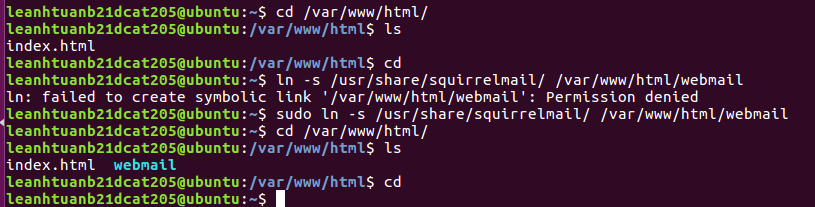 leanhtuanb21dcat205@ubuntu:~$ cd /var/www/html/
leanhtuanb21dcat205@ubuntu:/var/www/html$ ls
index.html
leanhtuanb21dcat205@ubuntu:/var/www/html$ cd
leanhtuanb21dcat205@ubuntu:~$ ln -s /usr/share/squirrelmail/ /var/www/html/webmail
ln: failed to create symbolic link '/var/www/html/webmail': Permission denied
leanhtuanb21dcat205@ubuntu:~$ sudo ln -s /usr/share/squirrelmail/ /var/www/html/webmail
leanhtuanb21dcat205@ubuntu:~$ cd /var/www/html/
leanhtuanb21dcat205@ubuntu:/var/www/html$ ls
index.html  webmail
leanhtuanb21dcat205@ubuntu:/var/www/html$ cd
leanhtuanb21dcat205@ubuntu:~$